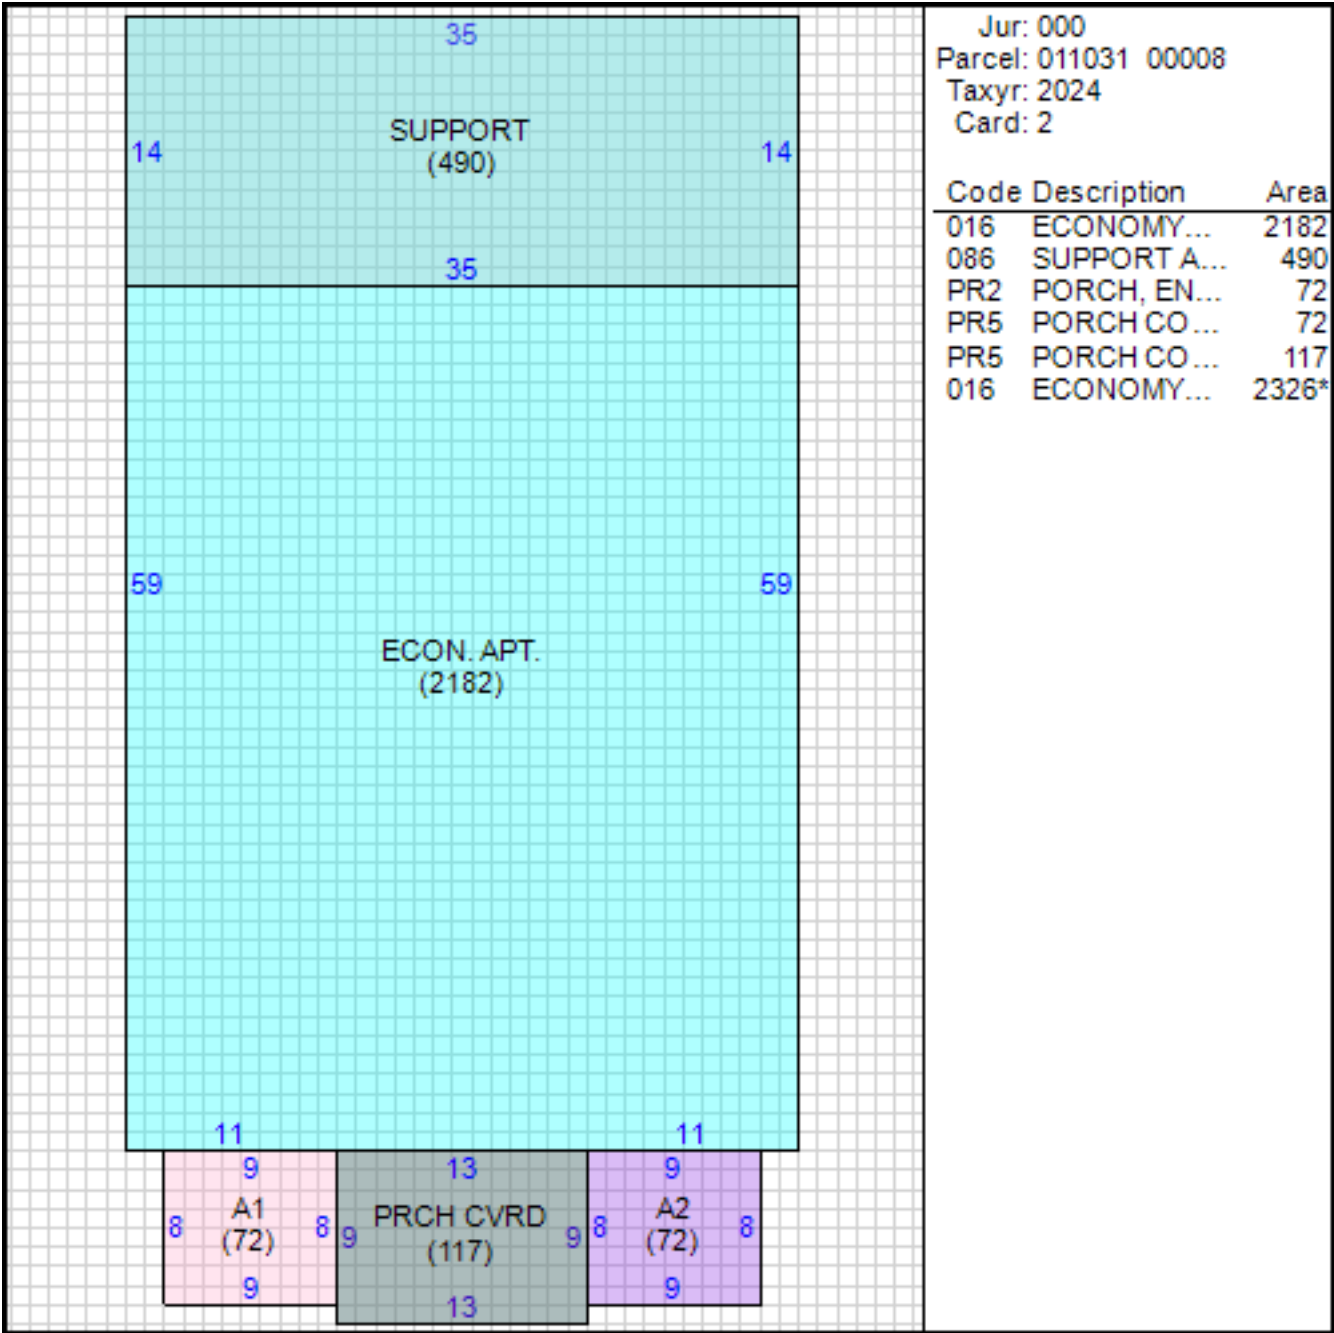 35
SUPPORT
(490)
14
14
35
59
59
ECON. APT.
(2182)
11
11
9
13
9
A1
(72)
8
8
PRCH CVRD
(117)
9
9
A2
(72)
8
8
9
13
9
Jur: 000
Parcel: 011031 00008
Taxyr: 2024
Card: 2
Code Description Area
016 ECONOMY... 2182
086 SUPPORT A... 490
PR2 PORCH, EN... 72
PR5 PORCH CO... 72
PR5 PORCH CO... 117
016 ECONOMY... 2326*